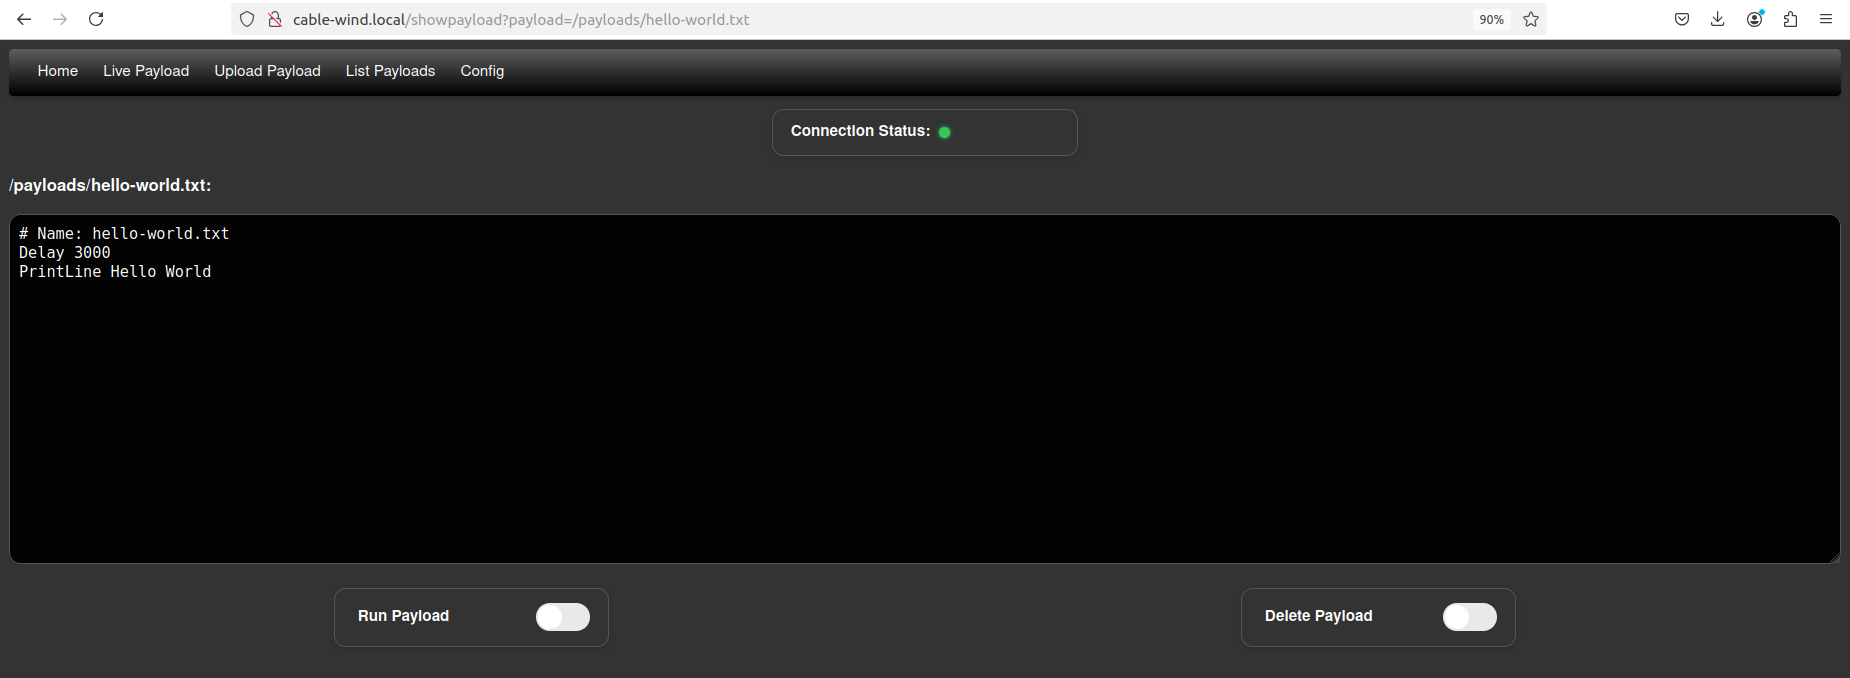 cable-wind.local/showpayload?payload=/payloads/hello-world.txt 90%
Home Live Payload Upload Payload List Payloads Config
Connection Status:
/payloads/hello-world.txt:
# Name: hello-world.txt
Delay 3000
PrintLine Hello World
Run Payload Delete Payload